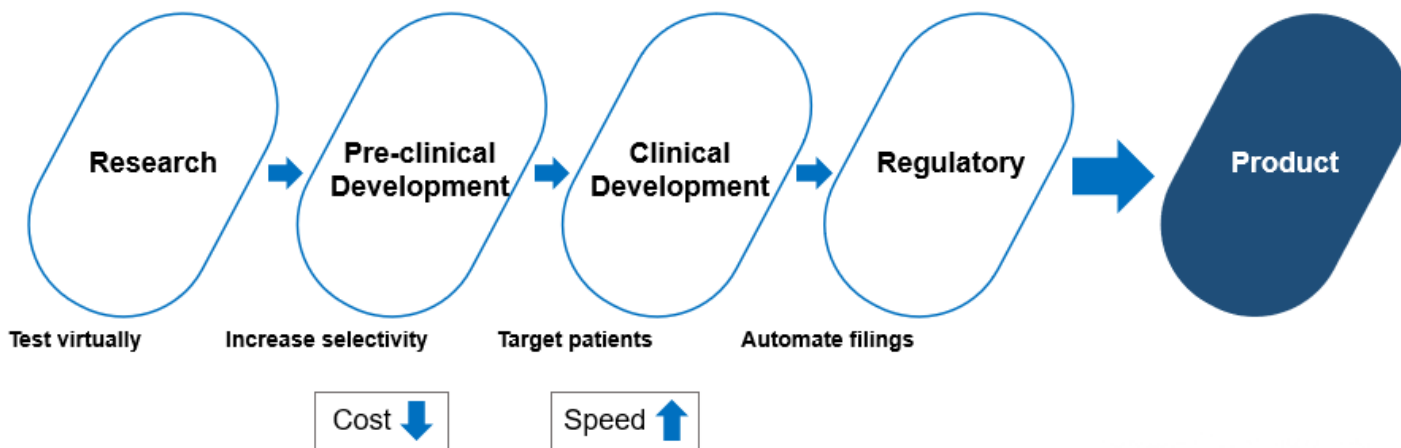 Research
Pre-clinical
Development
Clinical
Development
Regulatory
Product
Test virtually
Increase selectivity
Target patients
Automate filings
Cost
Speed